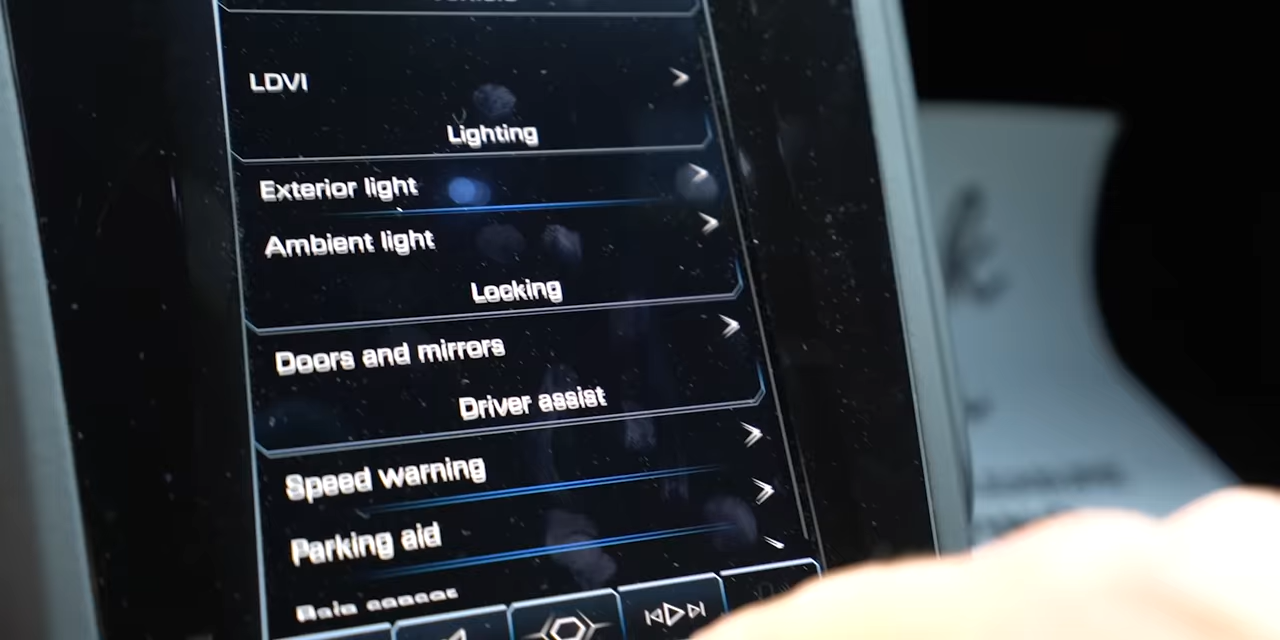 LDVI
Lighting
Exterior light
Ambient light
Locking
Doors and mirrors
Driver assist
Speed warning
Parking aid